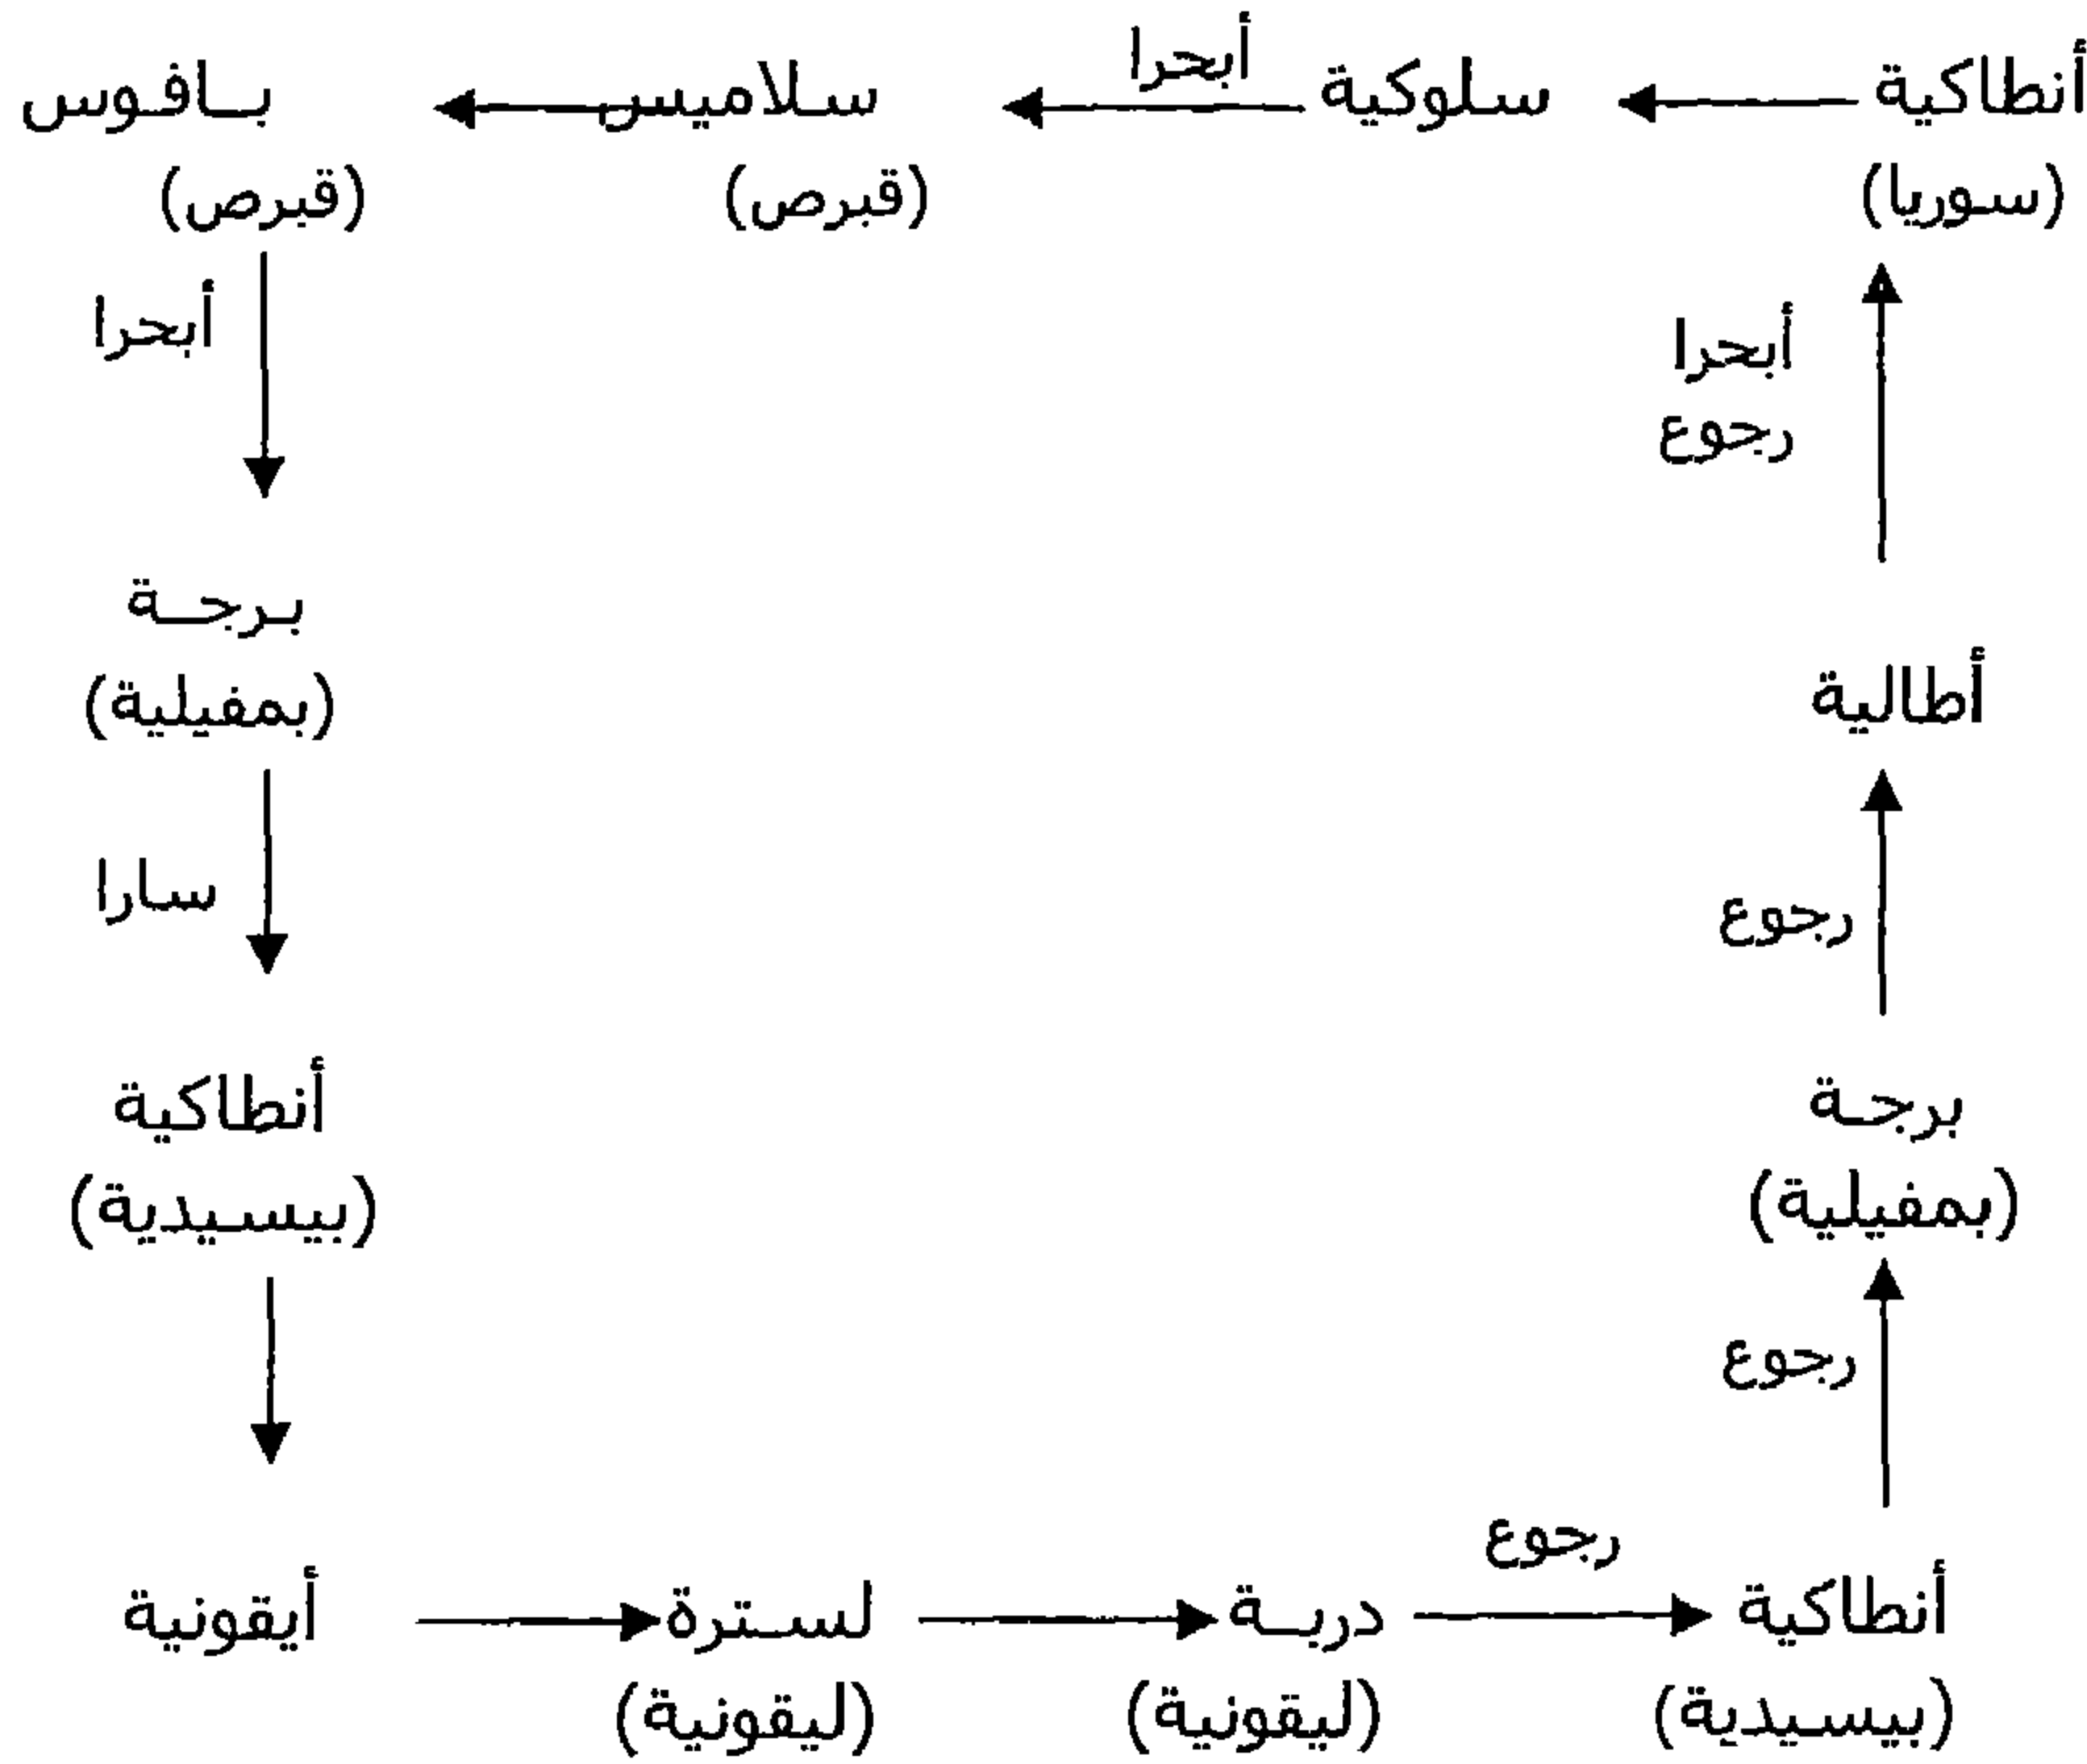 أنطاكية
(سوريا)
سلوكية
أبحرا
سلاميس
(قبرص)
بافوس
(قبرص)
أبحرا
برجة
(بمفيلية)
سارا
أنطاكية
(بيسيدية)
أيقونية
لسترة
(ليقونية)
دربة
(ليقونية)
رجوع
أنطاكية
(بيسيدية)
رجوع
برجة
(بمفيلية)
رجوع
أطالية
أبحرا
رجوع